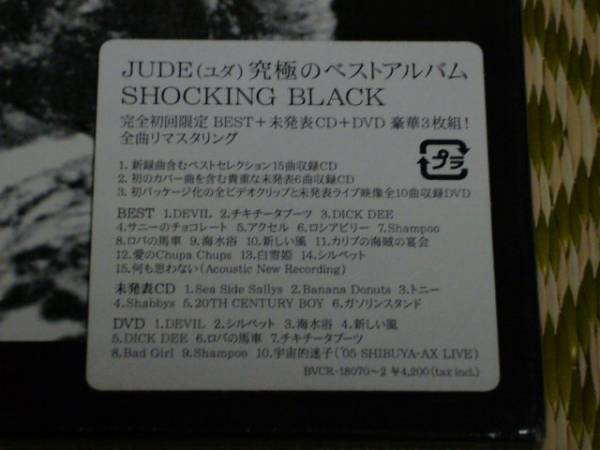 JUDE(ユダ)究極のベストアルバム
SHOCKING BLACK
完全初回限定 BEST+未発表CD+DVD 豪華3枚組!
全曲リマスタリング
プラ
1. 新録曲含むベストセレクション15曲収録CD
2. 初のカバー曲を含む貴重な未発表6曲収録CD
3. 初パッケージ化の全ビデオクリップと未発表ライブ映像全10曲収録DVD
BEST 1.DEVIL 2.チキチータブーツ 3.DICK DEE
4.サニーのチョコレート 5.アクセル 6.ロシアビリー 7.Shampoo
8.ロバの馬車 9.海水浴 10.新しい風 11.カリブの海賊の宴会
12.愛のChupa Chups 13.白雪姫 14.シルベット
15.何も思わない(Acoustic New Recording)
未発表CD 1.Sea Side Sallys 2.Banana Donuts 3.トニー
4.Shabbys 5.20TH CENTURY BOY 6.ガソリンスタンド
DVD 1.DEVIL 2.シルベット 3.海水浴 4.新しい風
5.DICK DEE 6.ロバの馬車 7.チキチータブーツ
8.Bad Girl 9.Shampoo 10.宇宙的迷子('05 SHIBUYA-AX LIVE)
BVCR-18070~2 ¥4,200(tax incl.)